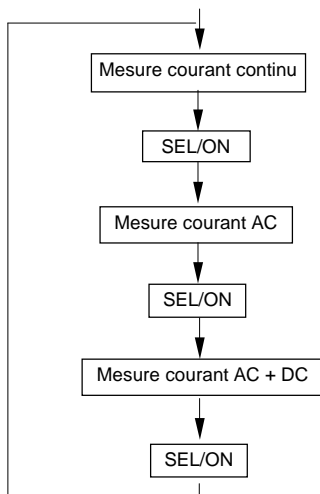 Mesure courant continu
SEL/ON
Mesure courant AC
SEL/ON
Mesure courant AC + DC
SEL/ON